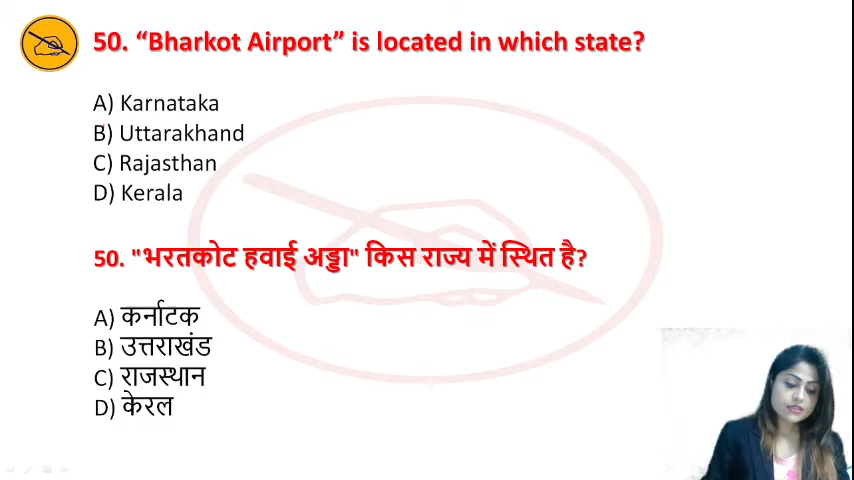 50. “Bharkot Airport” is located in which state?
A) Karnataka
B) Uttarakhand
C) Rajasthan
D) Kerala
50. "भरतकोट हवाई अड्डा" किस राज्य में स्थित है?
A) कर्नाटक
B) उत्तराखंड
C) राजस्थान
D) केरल